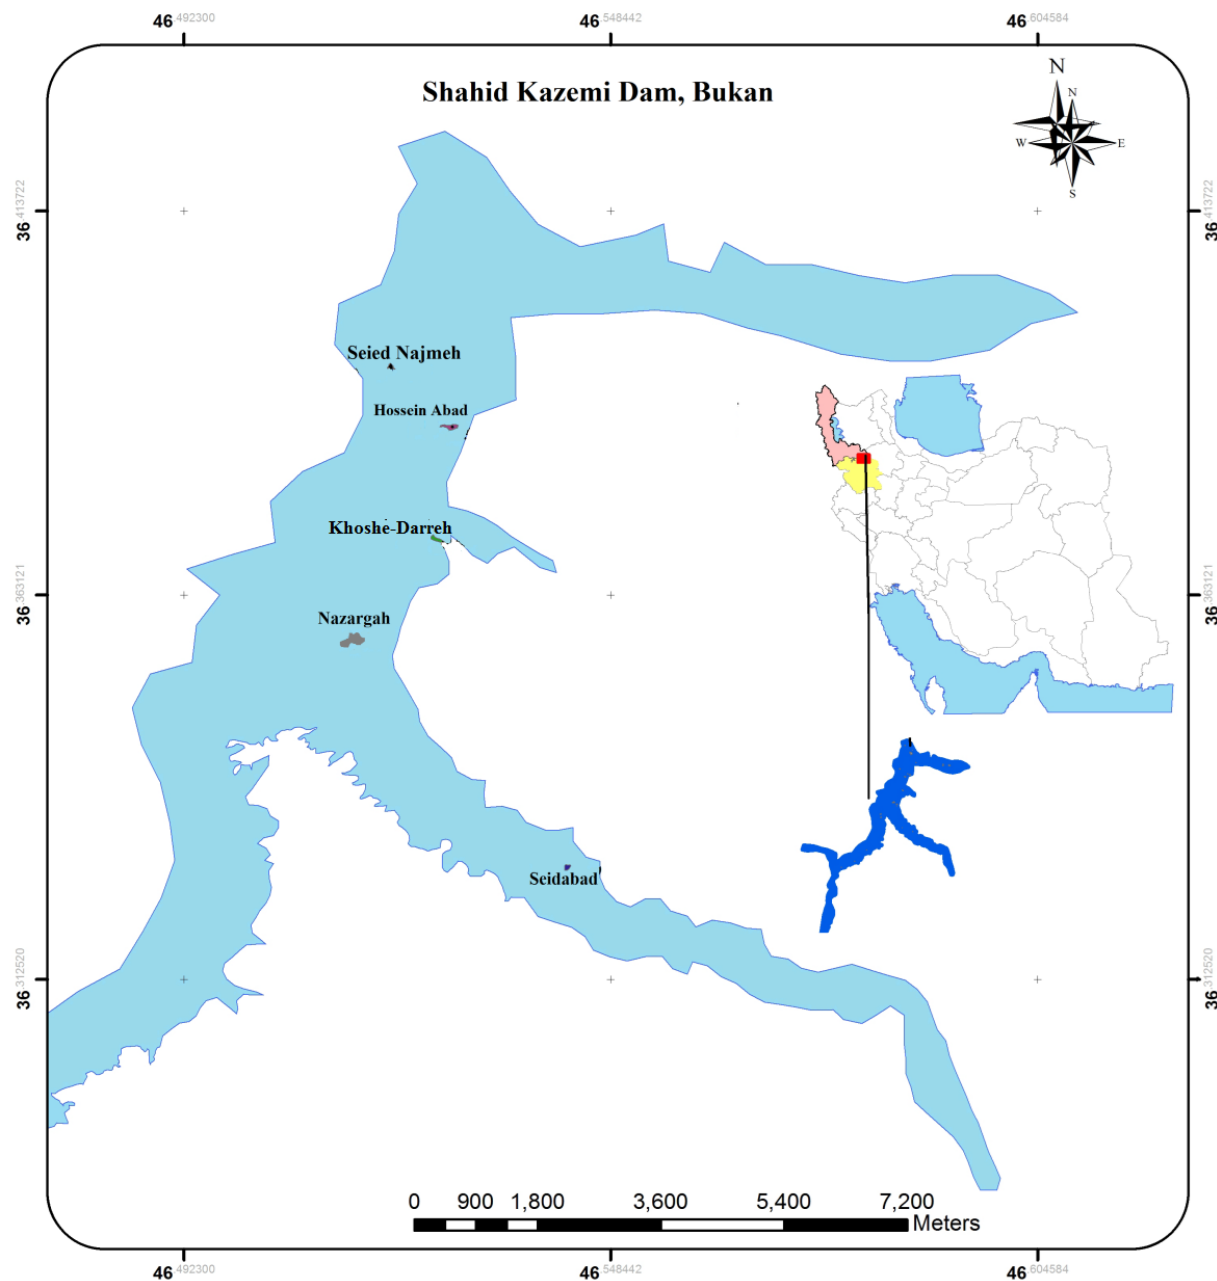 46.492300 46.548442 46.604584
Shahid Kazemi Dam, Bukan
N
N
W E
S
36.413722 36.413722
Seied Najmeh
Hossein Abad
Khoshe-Darreh
36.363121 36.363121
Nazargah
Seidabad
36.312520 36.312520
0 900 1,800 3,600 5,400 7,200
Meters
46.492300 46.548442 46.604584